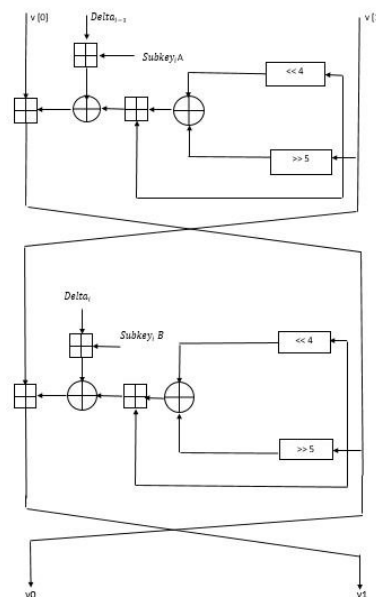 v [0]
Delta i-1
v [
Subkey i A
<< 4
>> 5
Delta i
Subkey i B
<< 4
>> 5
v0
v1